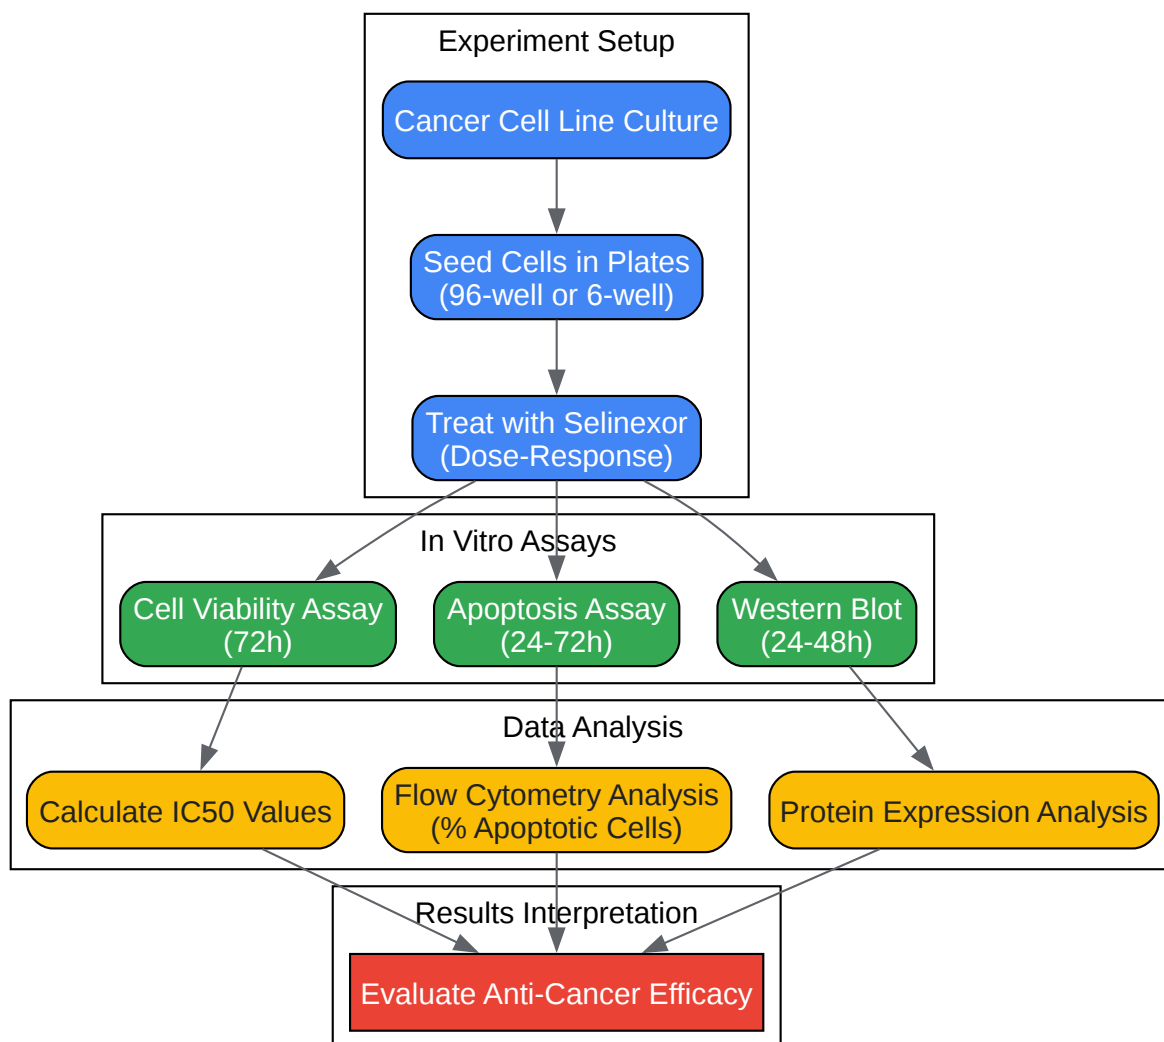 Experiment Setup
Cancer Cell Line Culture
Seed Cells in Plates
(96-well or 6-well)
Treat with Selinexor
(Dose-Response)
In Vitro Assays
Cell Viability Assay
(72h)
Apoptosis Assay
(24-72h)
Western Blot
(24-48h)
Data Analysis
Calculate IC50 Values
Flow Cytometry Analysis
(% Apoptotic Cells)
Protein Expression Analysis
Results Interpretation
Evaluate Anti-Cancer Efficacy